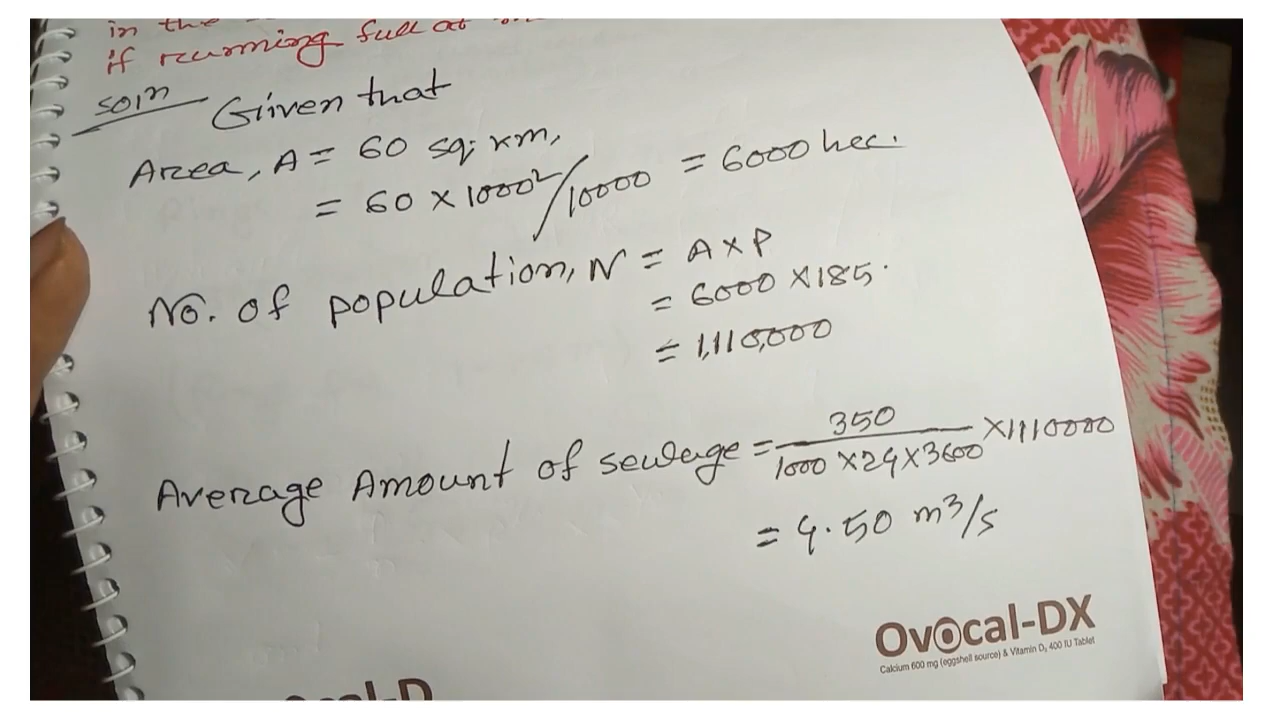 in the
if running full at
Soln Given that
Area, A = 60 sq. km,
= 60 × 1000²/10000 = 6000 hec.
No. of population, N = A×P
= 6000 × 185.
= 1,110,000
Average Amount of sewage = 350 / 1000 × 24 × 3600 × 1110000
= 4.50 m³/s
Ovocal-DX
Calcium 600 mg (eggshell source) & Vitamin D₃ 400 IU Tablet